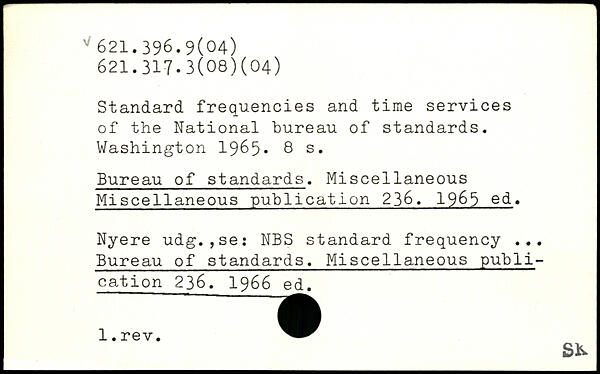 v 621.396.9(04)
621.317.3(08)(04)
Standard frequencies and time services
of the National bureau of standards.
Washington 1965. 8 s.
Bureau of standards. Miscellaneous
Miscellaneous publication 236. 1965 ed.
Nyere udg.,se: NBS standard frequency ...
Bureau of standards. Miscellaneous publi-
cation 236. 1966 ed.
1.rev.
Sk